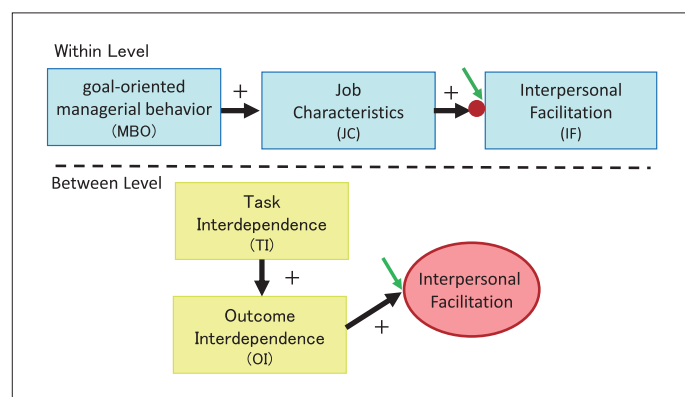 Within Level
goal-oriented
managerial behavior
(MBO)
+
Job
Characteristics
(JC)
+
Interpersonal
Facilitation
(IF)
Between Level
Task
Interdependence
(TI)
+
Outcome
Interdependence
(OI)
+
Interpersonal
Facilitation